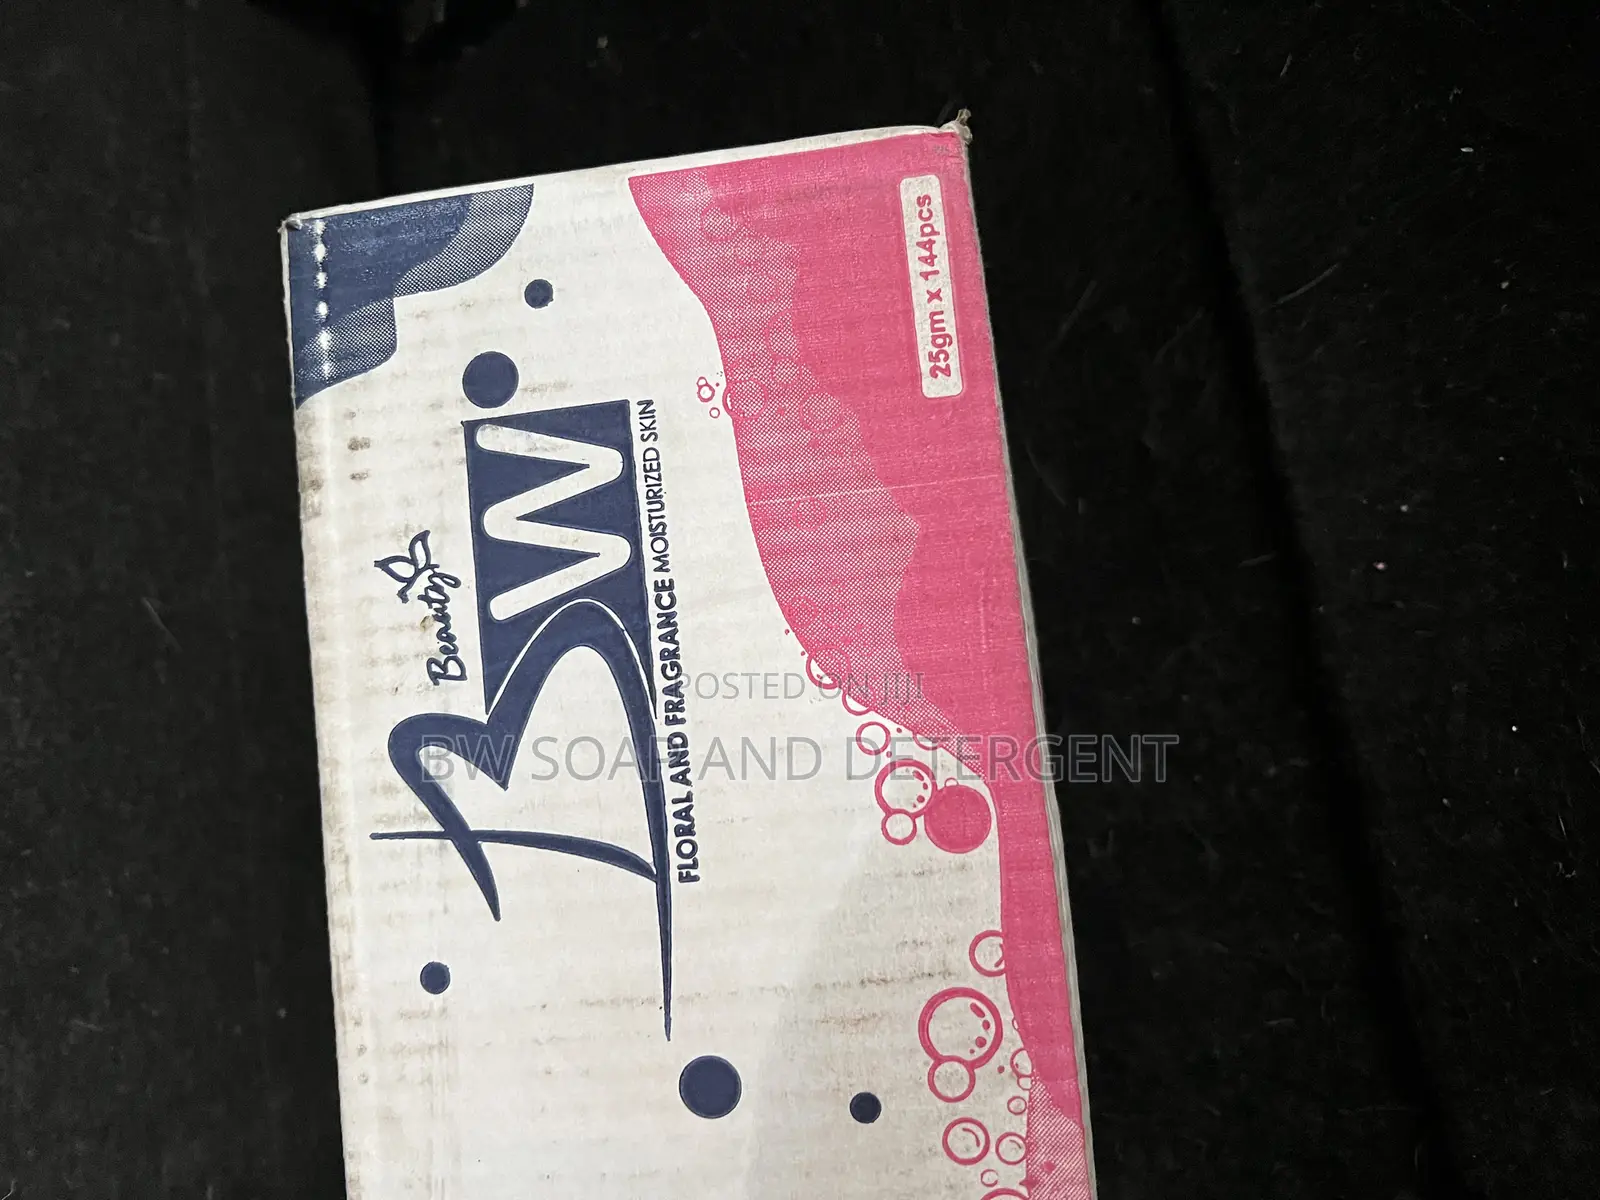 Beauty
BW
FLORAL AND FRAGRANCE MOISTURIZED SKIN
25gm x 144pcs
POSTED ON JIJI
BW SOAP AND DETERGENT